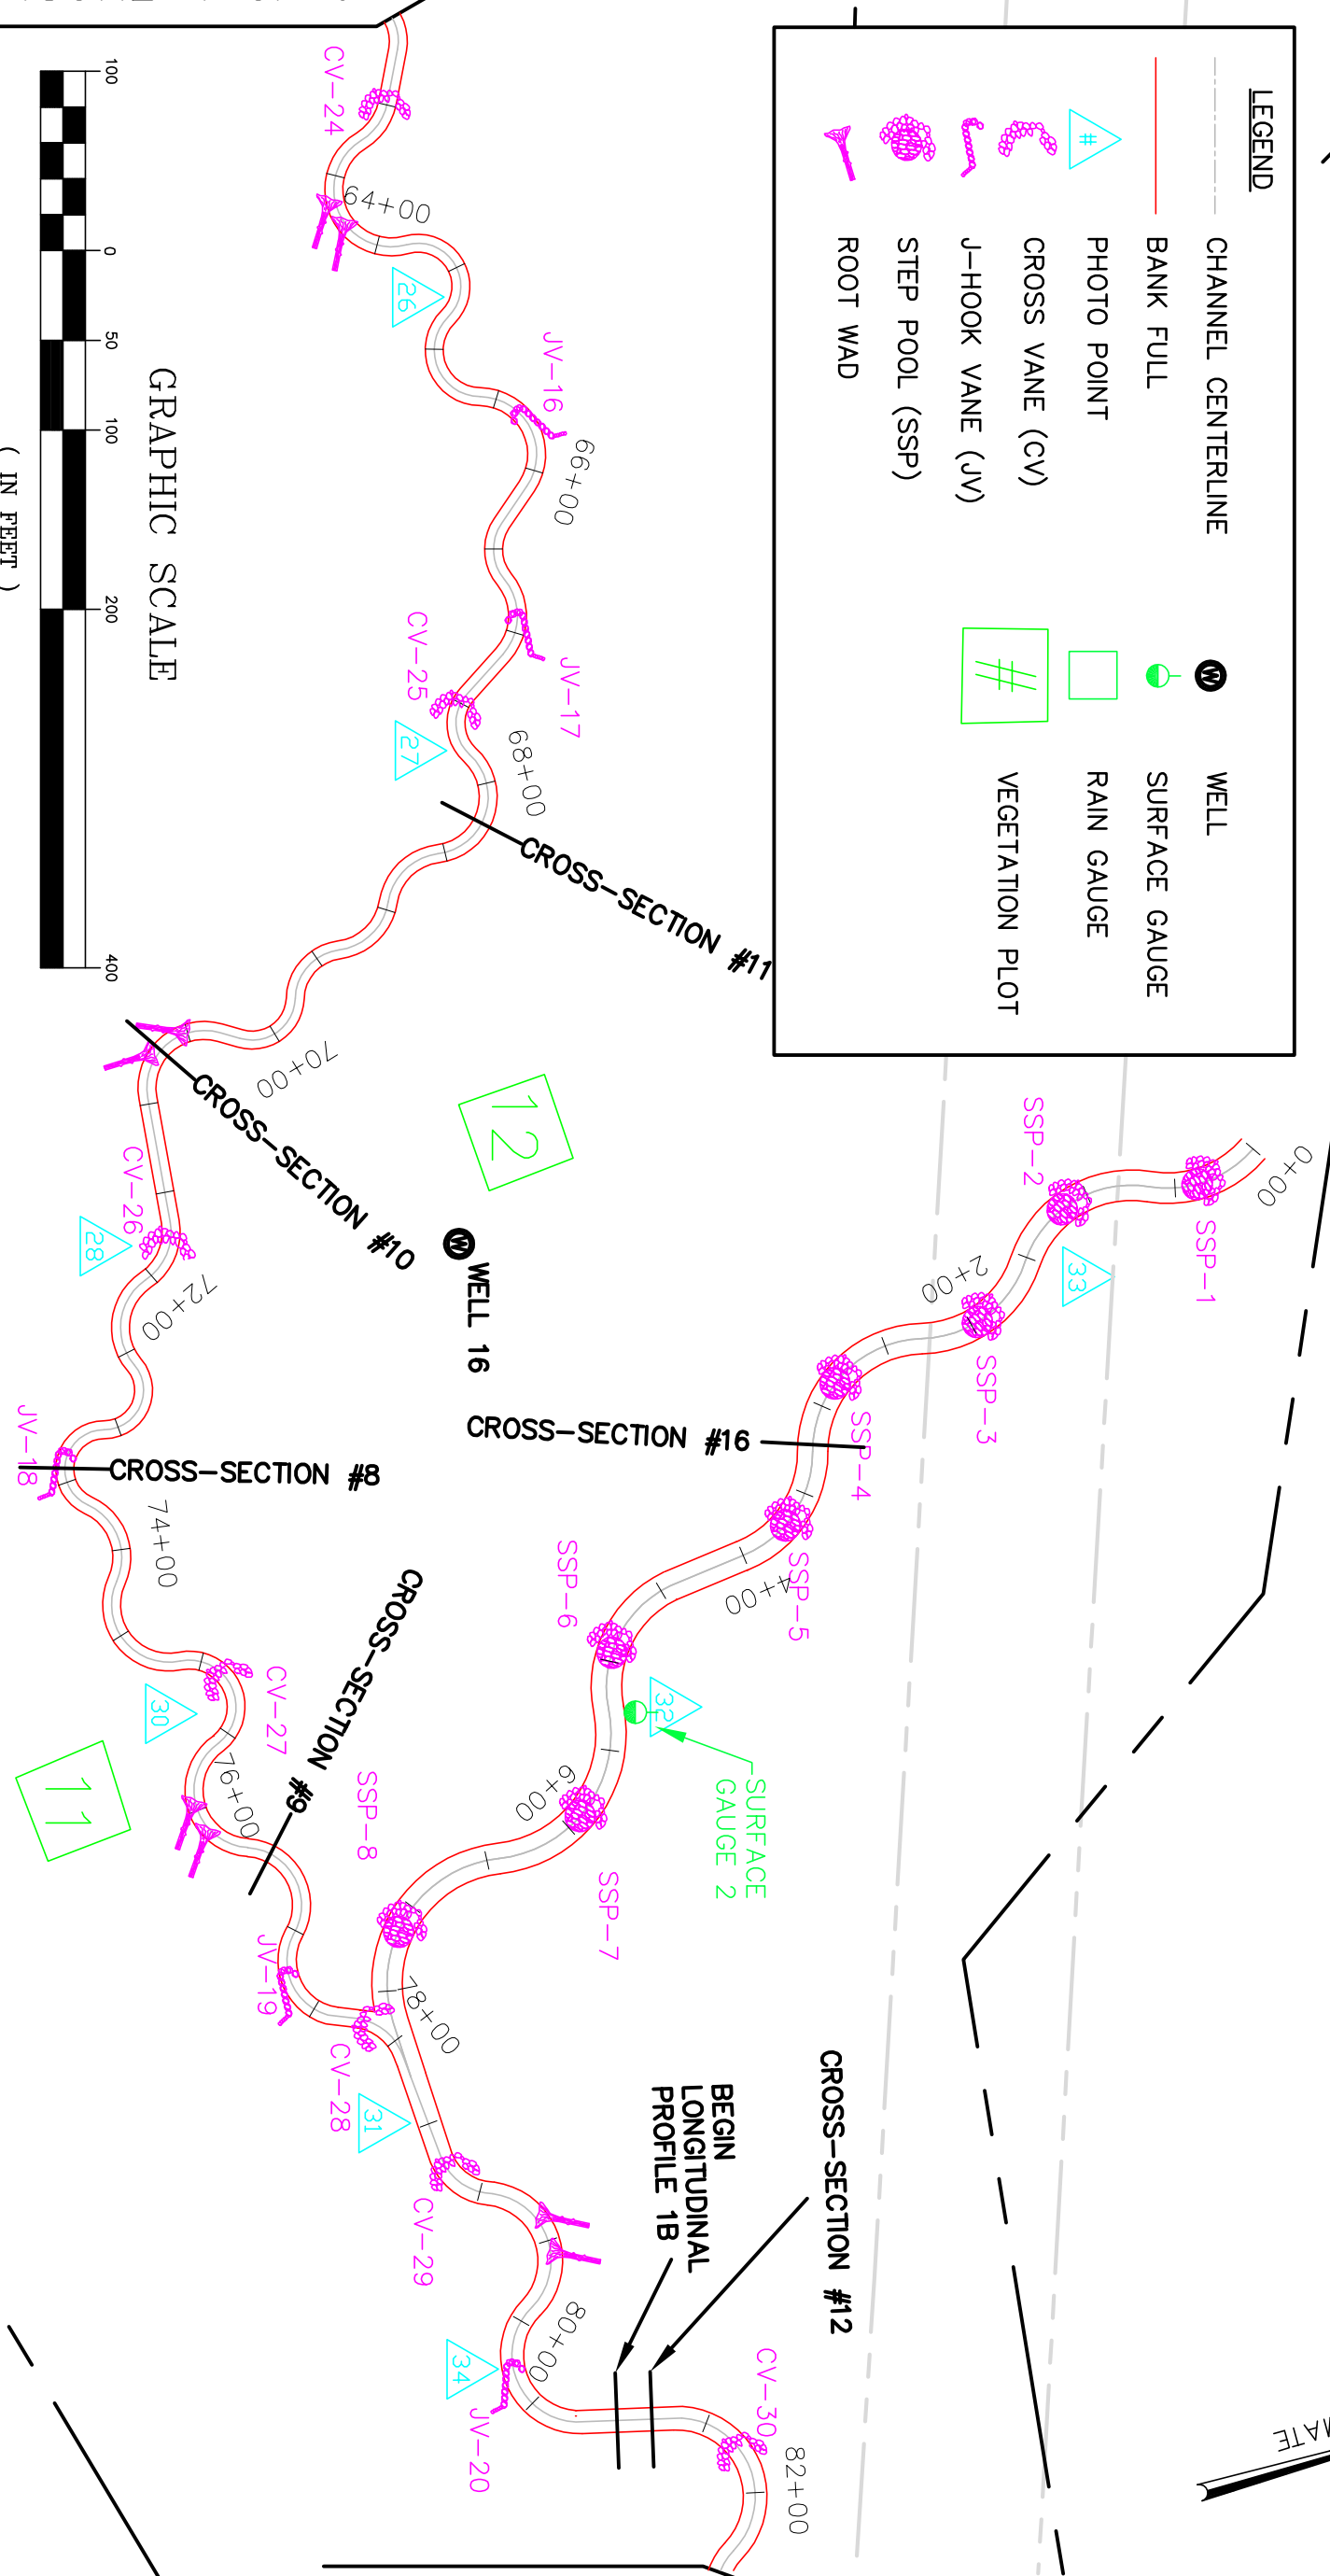 LEGEND
CHANNEL CENTERLINE
BANK FULL
# PHOTO POINT
CROSS VANE (CV)
J-HOOK VANE (JV)
STEP POOL (SSP)
ROOT WAD
W WELL
SURFACE GAUGE
RAIN GAUGE
# VEGETATION PLOT
0+00
SSP-1
SSP-2
33
2+00
SSP-3
SSP-4
CROSS-SECTION #16
SSP-5
4+00
SSP-6
32
SURFACE
GAUGE 2
6+00
SSP-7
SSP-8
CV-24
64+00
26
JV-16
66+00
JV-17
CV-25
27
68+00
CROSS-SECTION #11
70+00
CROSS-SECTION #10
12
W WELL 16
CV-26
28
72+00
JV-18
CROSS-SECTION #8
74+00
CV-27
30
11
76+00
CROSS-SECTION #9
JV-19
78+00
CV-28
31
CV-29
BEGIN
LONGITUDINAL
PROFILE 1B
CROSS-SECTION #12
80+00
34
JV-20
CV-30
82+00
GRAPHIC SCALE
100 0 50 100 200 400
( IN FEET )